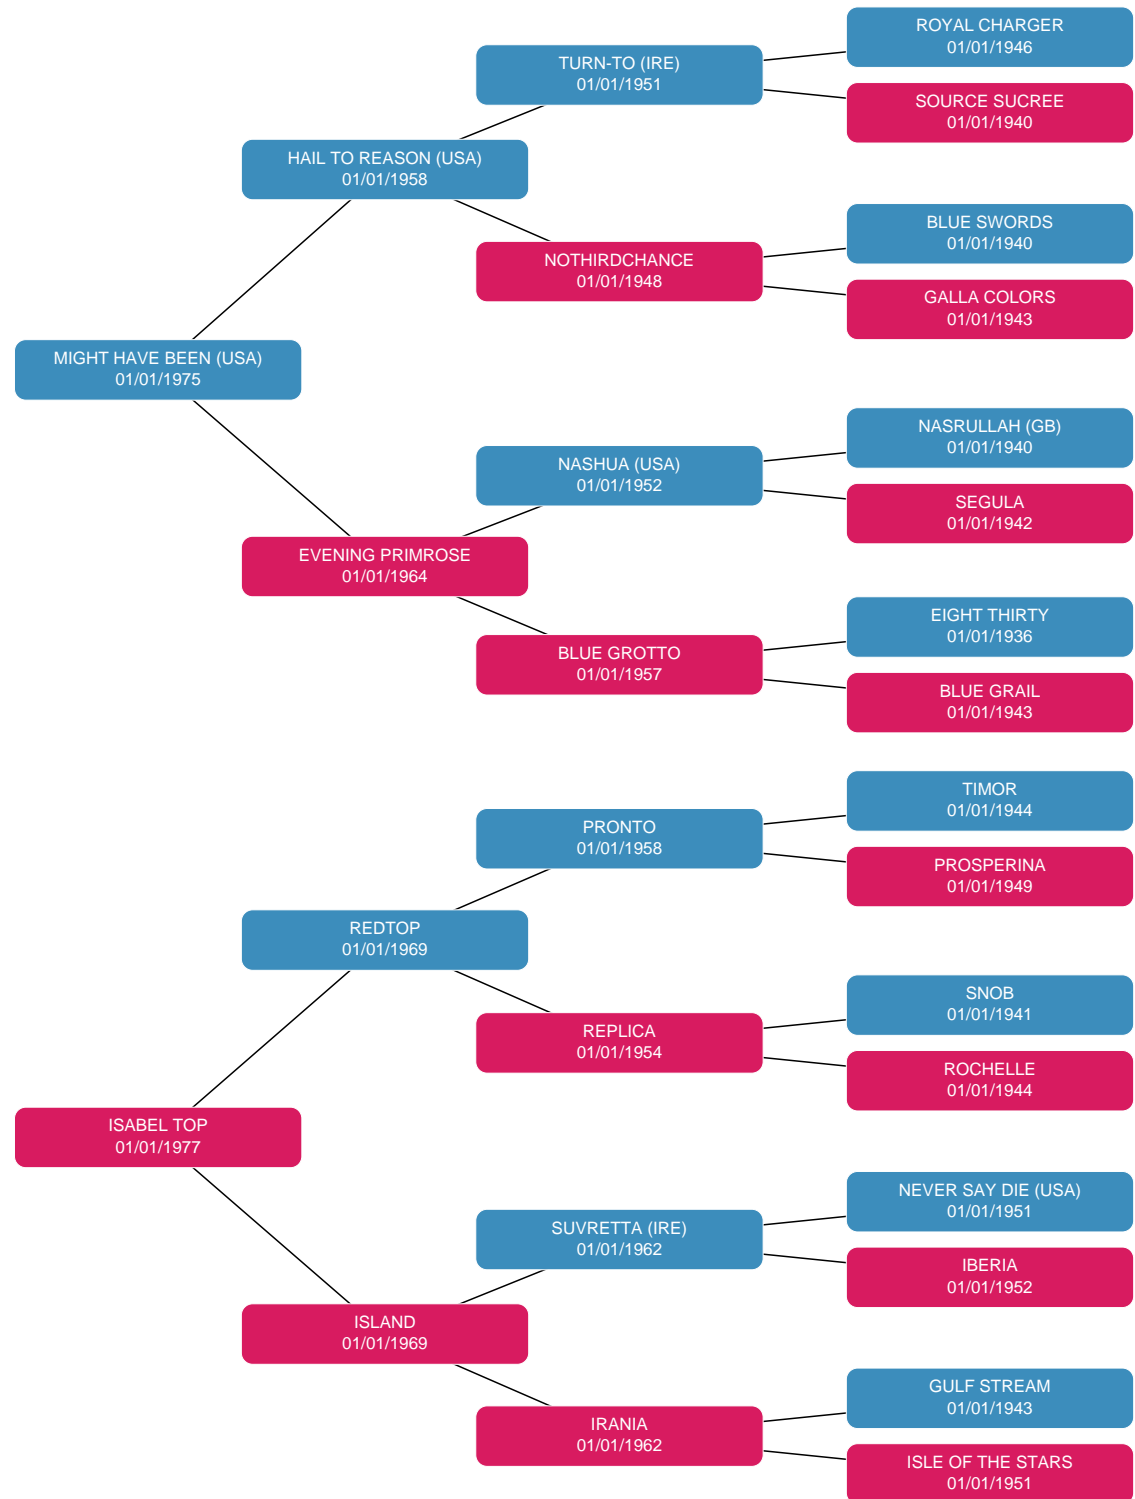 ROYAL CHARGER
01/01/1946
TURN-TO (IRE)
01/01/1951
SOURCE SUCREE
01/01/1940
HAIL TO REASON (USA)
01/01/1958
BLUE SWORDS
01/01/1940
NOTHIRDCHANCE
01/01/1948
GALLA COLORS
01/01/1943
MIGHT HAVE BEEN (USA)
01/01/1975
NASRULLAH (GB)
01/01/1940
NASHUA (USA)
01/01/1952
SEGULA
01/01/1942
EVENING PRIMROSE
01/01/1964
EIGHT THIRTY
01/01/1936
BLUE GROTTO
01/01/1957
BLUE GRAIL
01/01/1943
TIMOR
01/01/1944
PRONTO
01/01/1958
PROSPERINA
01/01/1949
REDTOP
01/01/1969
SNOB
01/01/1941
REPLICA
01/01/1954
ROCHELLE
01/01/1944
ISABEL TOP
01/01/1977
NEVER SAY DIE (USA)
01/01/1951
SUVRETTA (IRE)
01/01/1962
IBERIA
01/01/1952
ISLAND
01/01/1969
GULF STREAM
01/01/1943
IRANIA
01/01/1962
ISLE OF THE STARS
01/01/1951